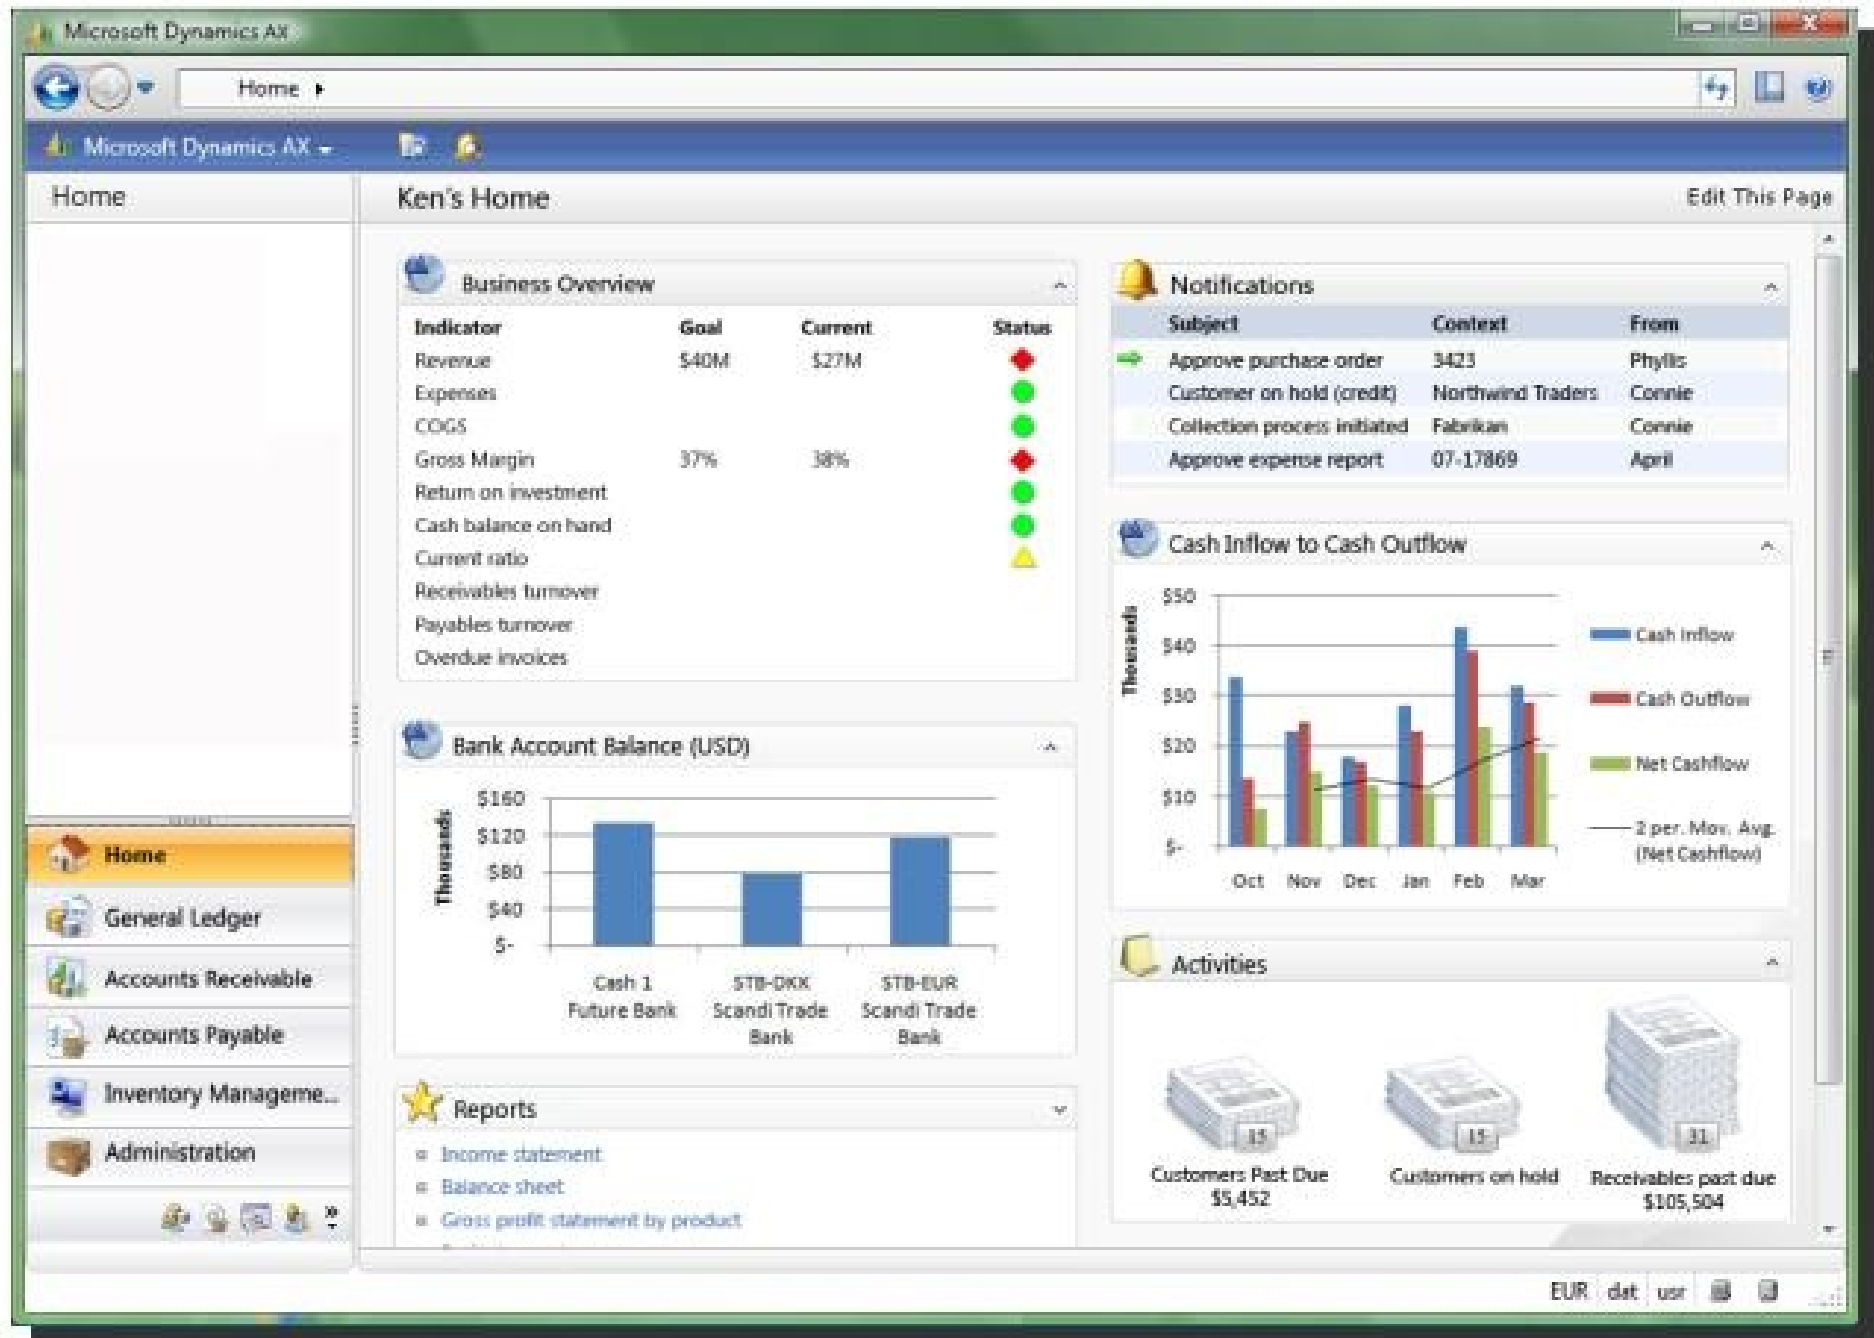 Microsoft Dynamics AX
Home
Microsoft Dynamics AX
Home
Ken's Home
Edit This Page
Business Overview
Indicator Goal Current Status
Revenue $40M $27M
Expenses
COGS
Gross Margin 37% 38%
Return on investment
Cash balance on hand
Current ratio
Receivables turnover
Payables turnover
Overdue invoices
Notifications
Subject Context From
Approve purchase order 3423 Phyllis
Customer on hold (credit) Northwind Traders Connie
Collection process initiated Fabrikan Connie
Approve expense report 07-17869 April
Cash Inflow to Cash Outflow
Thousands
$50
$40
$30
$20
$10
$-
Oct Nov Dec Jan Feb Mar
Cash Inflow
Cash Outflow
Net Cashflow
2 per. Mov. Avg.
(Net Cashflow)
Bank Account Balance (USD)
Thousands
$160
$120
$80
$40
$-
Cash 1 STB-DKK STB-EUR
Future Bank Scandi Trade Scandi Trade
Bank Bank
Activities
15 15 31
Customers Past Due Customers on hold Receivables past due
$5,452 $105,504
Reports
Income statement
Balance sheet
Gross profit statement by product
Home
General Ledger
Accounts Receivable
Accounts Payable
Inventory Manageme...
Administration
EUR dat usr